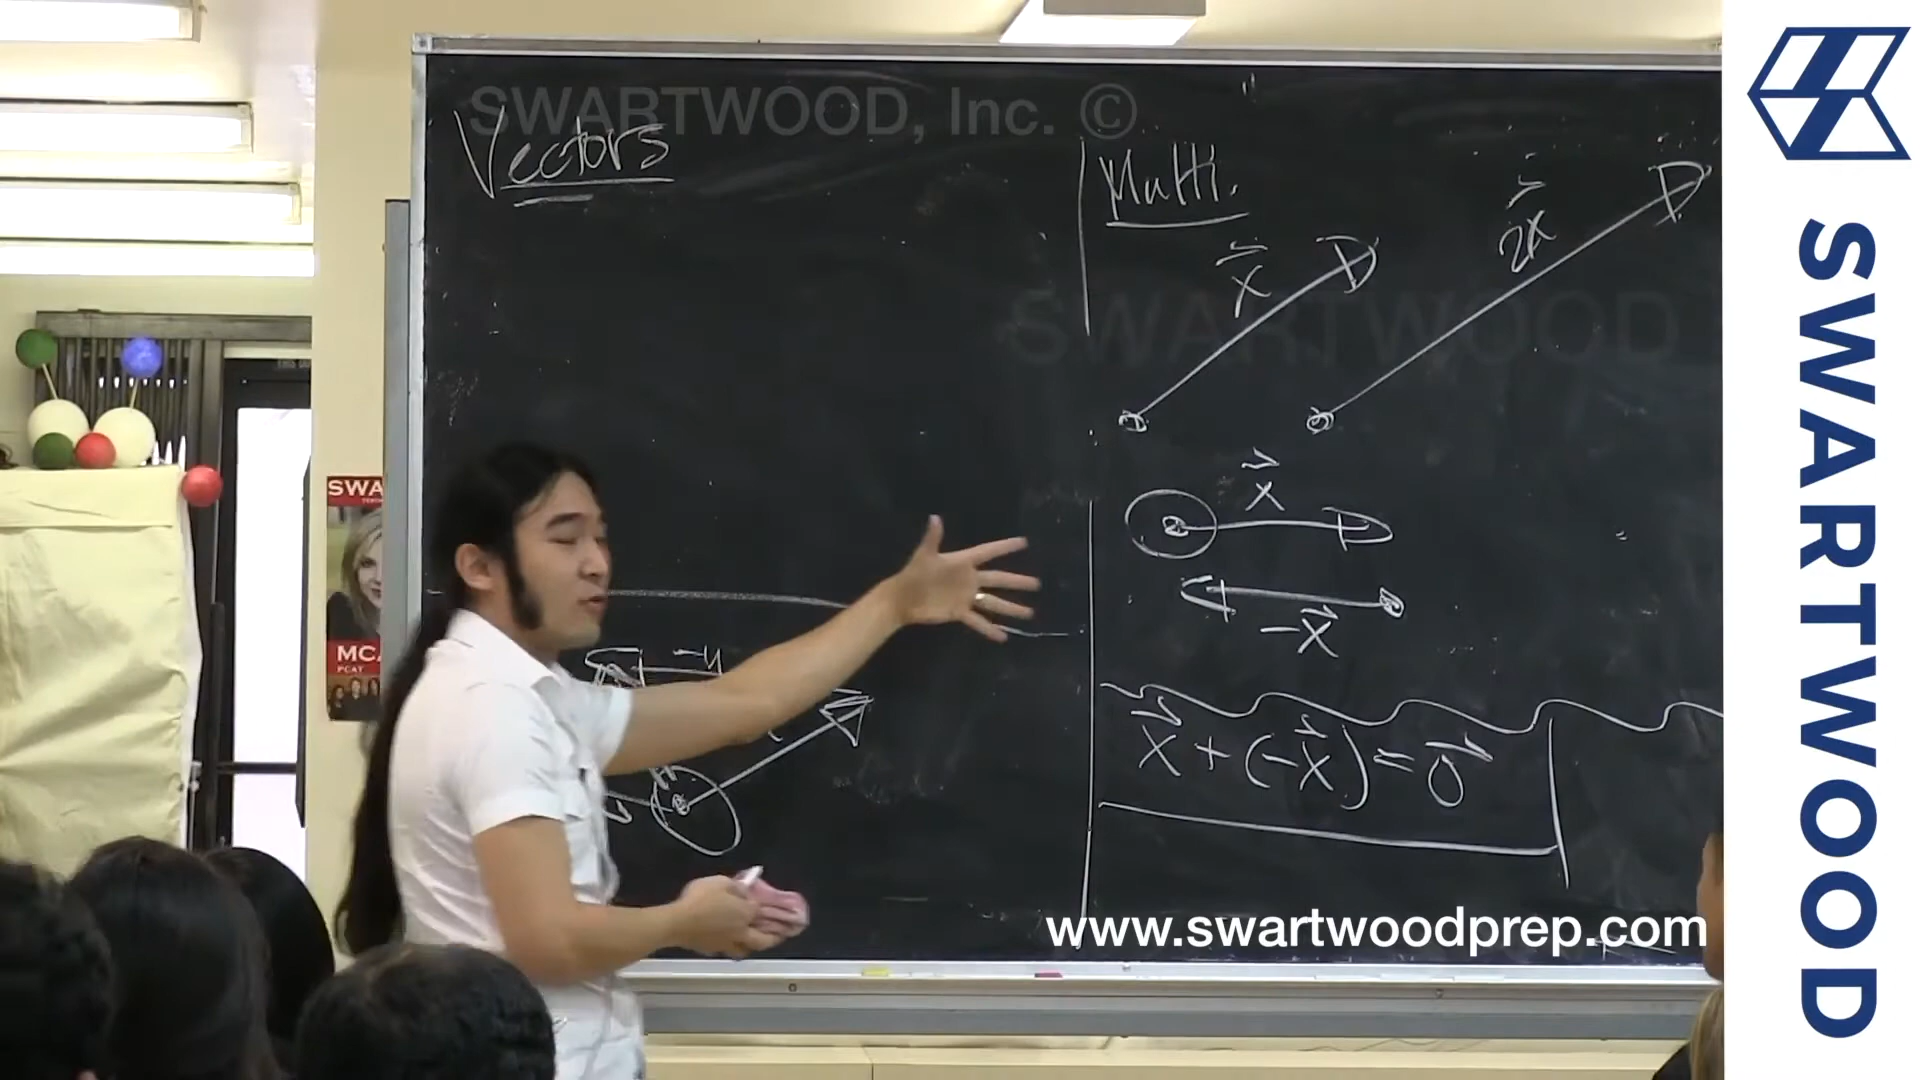 SWARTWOOD, Inc. ©
Vectors
Multi.
x⃗
2x⃗
SWARTWOOD
x⃗
-x⃗
SWA
MCA
PCAT
-y
x⃗ + (-x⃗) = 0⃗
www.swartwoodprep.com
SWARTWOOD